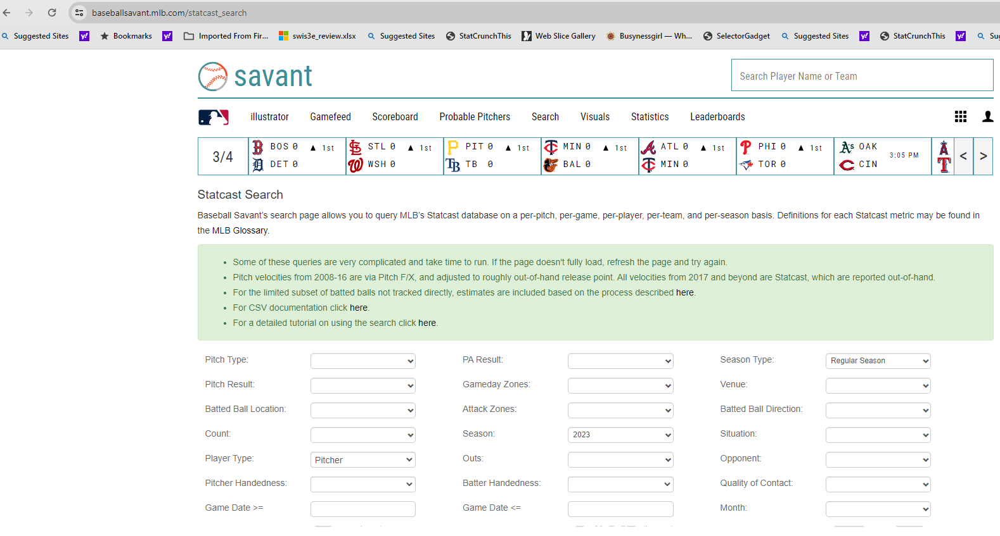 baseballsavant.mlb.com/statcast_search
Suggested Sites y! Bookmarks y! Imported From Fir... swis3e_review.xlsx Suggested Sites StatCrunchThis Web Slice Gallery Busynessgirl — Wh... SelectorGadget Suggested Sites y! StatCrunchThis y! Sug
savant
Search Player Name or Team
illustrator Gamefeed Scoreboard Probable Pitchers Search Visuals Statistics Leaderboards
3/4
BOS 0 ▲ 1st
DET 0
STL 0 ▲ 1st
WSH 0
PIT 0 ▲ 1st
TB 0
MIN 0 ▲ 1st
BAL 0
ATL 0 ▲ 1st
MIN 0
PHI 0 ▲ 1st
TOR 0
OAK 3:05 PM
CIN
< >
Statcast Search
Baseball Savant’s search page allows you to query MLB’s Statcast database on a per-pitch, per-game, per-player, per-team, and per-season basis. Definitions for each Statcast metric may be found in
the MLB Glossary.
• Some of these queries are very complicated and take time to run. If the page doesn't fully load, refresh the page and try again.
• Pitch velocities from 2008-16 are via Pitch F/X, and adjusted to roughly out-of-hand release point. All velocities from 2017 and beyond are Statcast, which are reported out-of-hand.
• For the limited subset of batted balls not tracked directly, estimates are included based on the process described here.
• For CSV documentation click here.
• For a detailed tutorial on using the search click here.
Pitch Type: PA Result: Season Type: Regular Season
Pitch Result: Gameday Zones: Venue:
Batted Ball Location: Attack Zones: Batted Ball Direction:
Count: Season: 2023 Situation:
Player Type: Pitcher Outs: Opponent:
Pitcher Handedness: Batter Handedness: Quality of Contact:
Game Date >= Game Date <= Month: